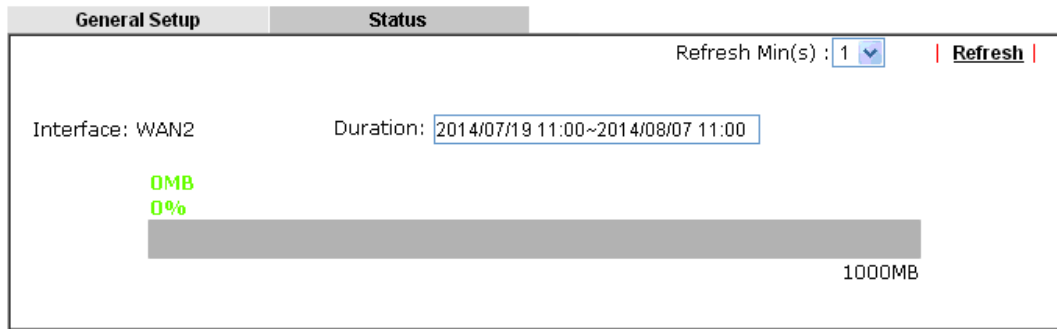 General Setup Status
Refresh Min(s) : 1 | Refresh |
Interface: WAN2 Duration: 2014/07/19 11:00~2014/08/07 11:00
0MB
0%
1000MB